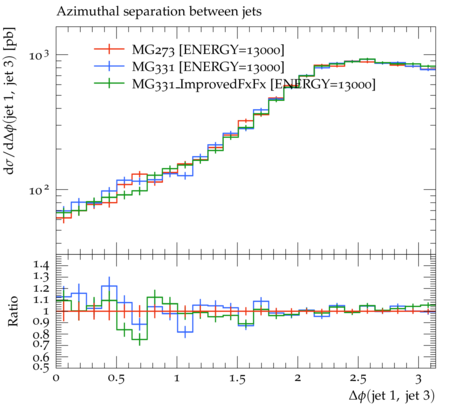 Azimuthal separation between jets
MG273 [ENERGY=13000]
MG331 [ENERGY=13000]
MG331_ImprovedFxFx [ENERGY=13000]
dσ/dΔϕ(jet 1, jet 3) [pb]
10³
10²
Ratio
1.4
1.3
1.2
1.1
1
0.9
0.8
0.7
0.6
0.5
0 0.5 1 1.5 2 2.5 3
Δϕ(jet 1, jet 3)